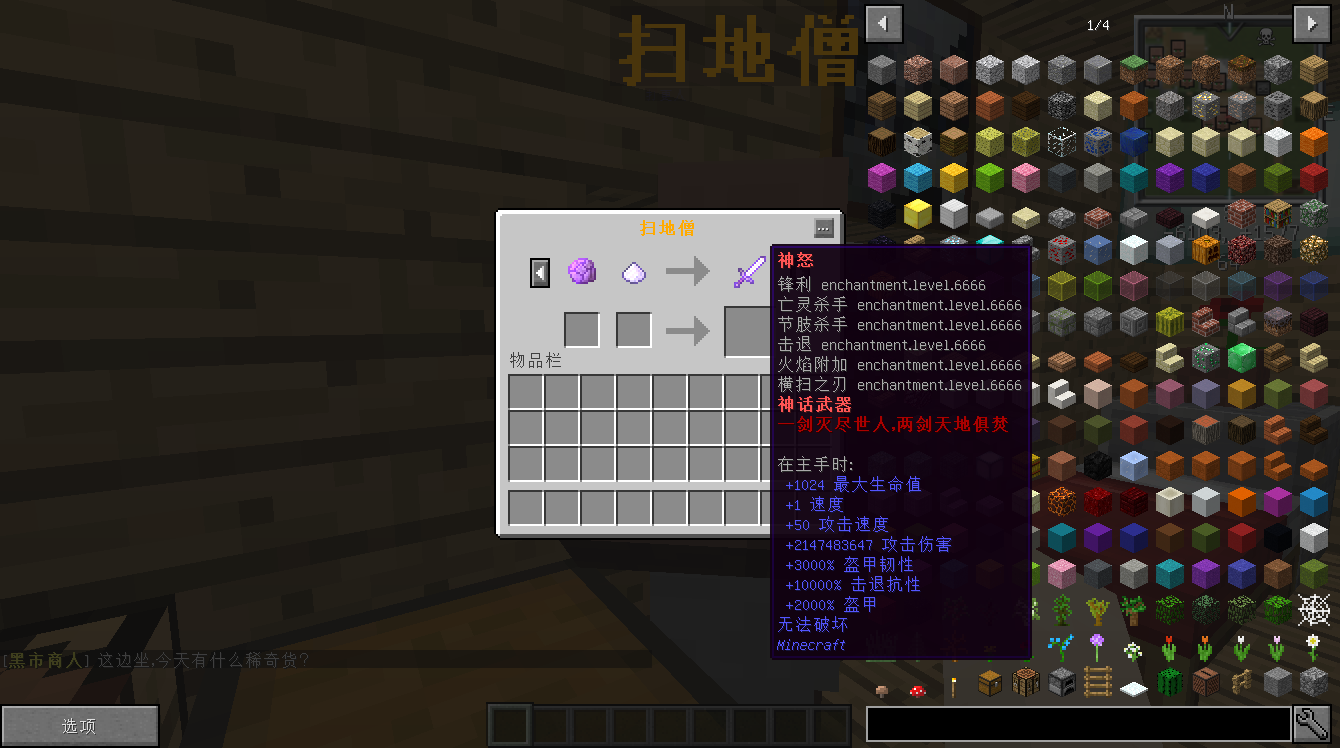 扫地僧
N
1/4
扫地僧
...
物品栏
神怒
锋利 enchantment.level.6666
亡灵杀手 enchantment.level.6666
节肢杀手 enchantment.level.6666
击退 enchantment.level.6666
火焰附加 enchantment.level.6666
横扫之刃 enchantment.level.6666
神话武器
一剑灭尽世人,两剑天地俱焚
在主手时:
+1024 最大生命值
+1 速度
+50 攻击速度
+2147483647 攻击伤害
+3000% 盔甲韧性
+10000% 击退抗性
+2000% 盔甲
无法破坏
Minecraft
[黑市商人] 这边坐,今天有什么稀奇货?
选项